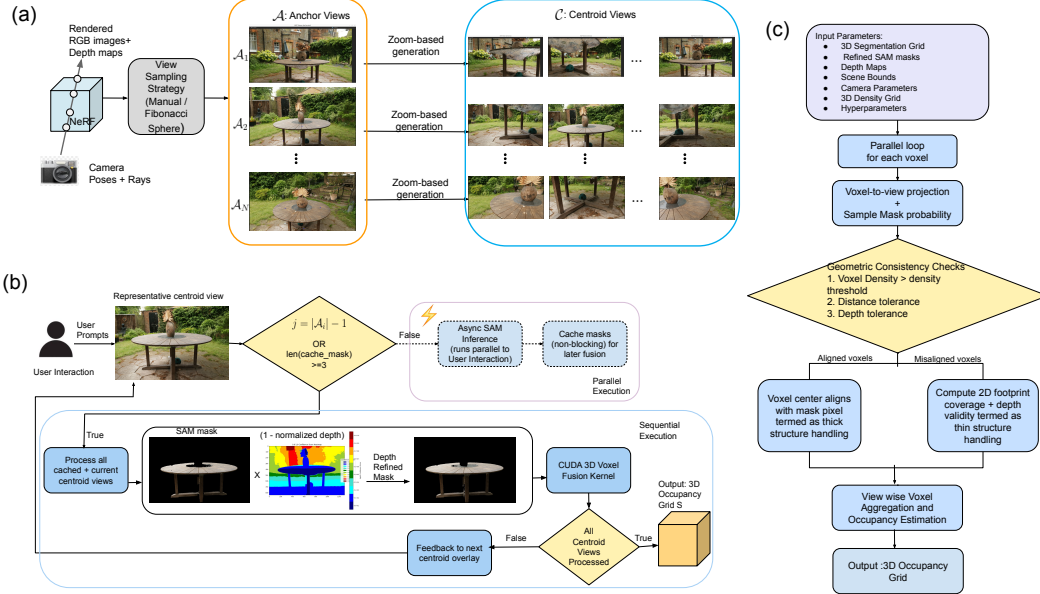 (a)
Rendered
RGB images+
Depth maps
NeRF
Camera
Poses + Rays
View
Sampling
Strategy
(Manual /
Fibonacci
Sphere)
𝒜: Anchor Views
𝒜₁
𝒜₂
𝒜_N
Zoom-based
generation
Zoom-based
generation
Zoom-based
generation
𝒞: Centroid Views
...
...
...
(b)
Representative centroid view
User
Prompts
User Interaction
j = |𝒜ᵢ| − 1
OR
len(cache_mask)
>=3
False
Async SAM
Inference
(runs parallel to
User Interaction)
Cache masks
(non-blocking) for
later fusion
Parallel
Execution
True
Sequential
Execution
Process all
cached + current
centroid views
SAM mask
X
(1 - normalized depth)
Depth
Refined
Mask
CUDA 3D Voxel
Fusion Kernel
Output: 3D
Occupancy
Grid S
All
Centroid
Views
Processed
True
False
Feedback to next
centroid overlay
(c)
Input Parameters:
● 3D Segmentation Grid
● Refined SAM masks
● Depth Maps
● Scene Bounds
● Camera Parameters
● 3D Density Grid
● Hyperparameters
Parallel loop
for each voxel
Voxel-to-view projection
+
Sample Mask probability
Geometric Consistency Checks
1. Voxel Density > density
threshold
2. Distance tolerance
3. Depth tolerance
Aligned voxels
Misaligned voxels
Voxel center aligns
with mask pixel
termed as thick
structure handling
Compute 2D footprint
coverage + depth
validity termed as
thin structure
handling
View wise Voxel
Aggregation and
Occupancy Estimation
Output :3D Occupancy
Grid